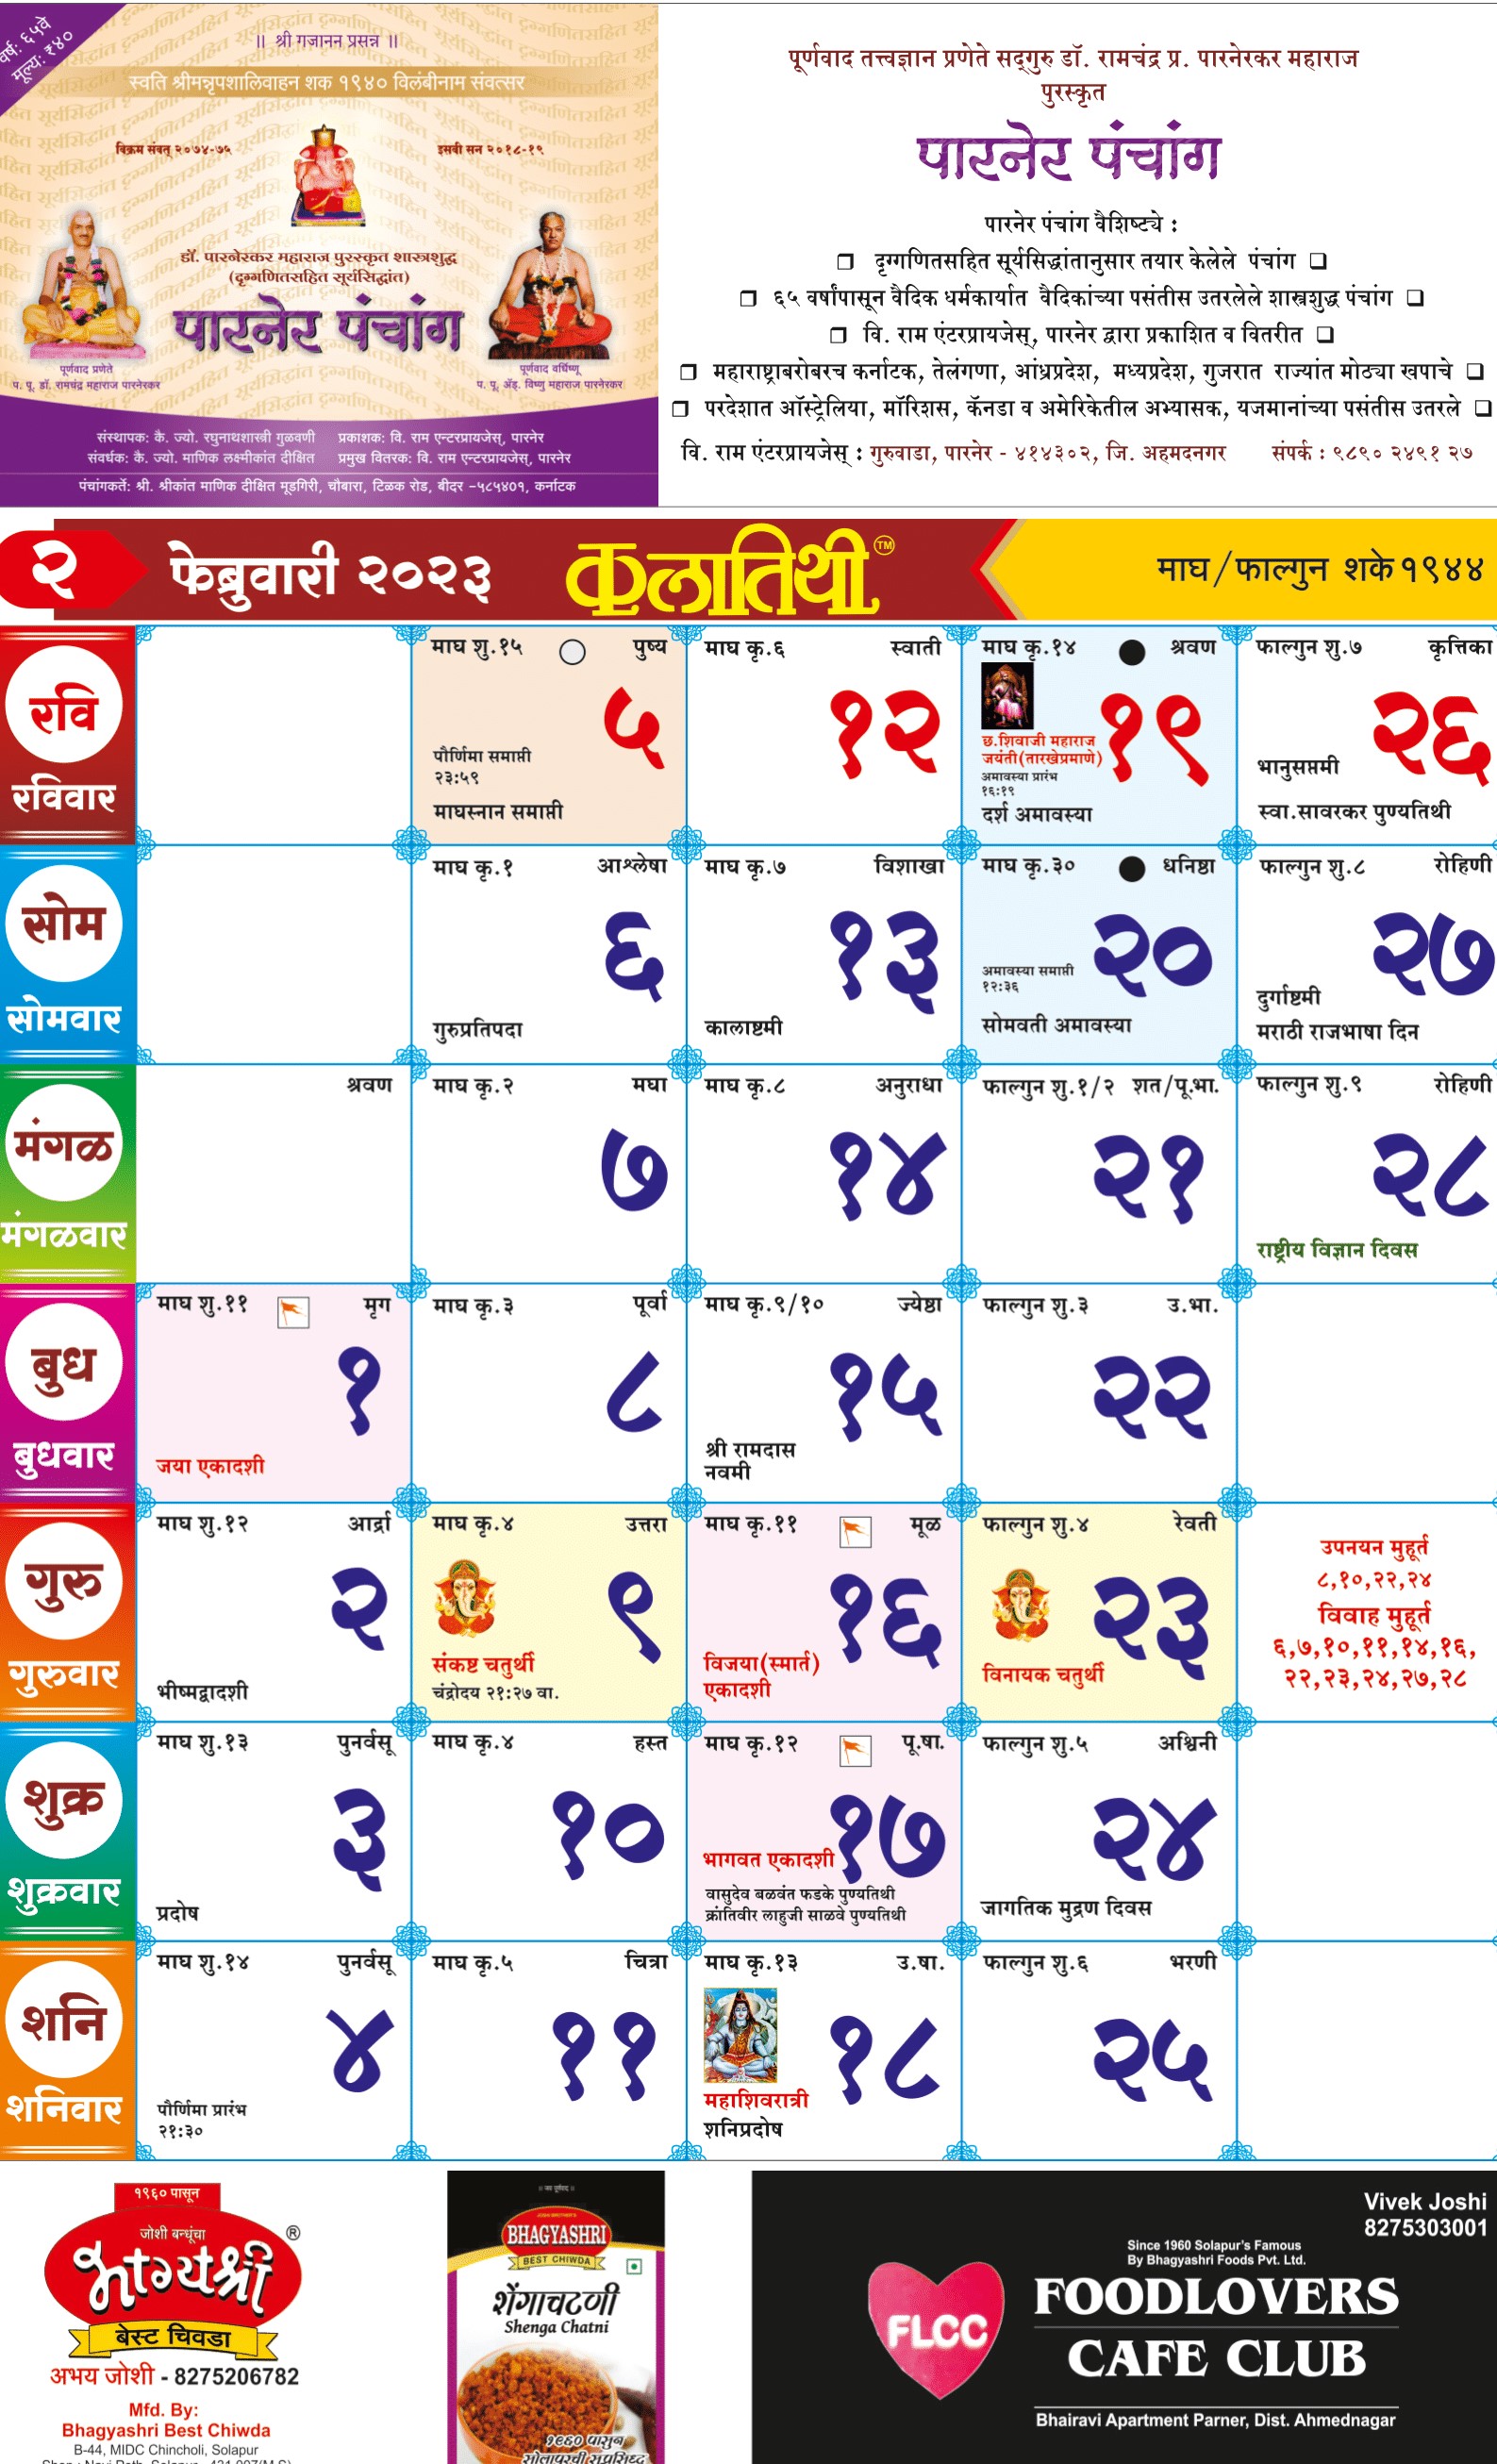 वर्ष: ६५वे
मूल्य: ₹४०
॥ श्री गजानन प्रसन्न ॥
स्वति श्रीमन्नृपशालिवाहन शक १९४० विलंबीनाम संवत्सर
विक्रम संवत् २०७४-७५
इसवी सन २०१८-१९
डॉ. पारनेरकर महाराज पुरस्कृत शास्त्रशुद्ध
(दृग्गणितसहित सूर्यसिद्धांत)
पारनेर पंचांग
पूर्णवाद प्रणेते
प. पू. डॉ. रामचंद्र महाराज पारनेरकर
पूर्णवाद वर्धिष्णू
प. पू. ॲड. विष्णु महाराज पारनेरकर
संस्थापक: कै. ज्यो. रघुनाथशास्त्री गुळवणी प्रकाशक: वि. राम एन्टरप्रायजेस्, पारनेर
संवर्धक: कै. ज्यो. माणिक लक्ष्मीकांत दीक्षित प्रमुख वितरक: वि. राम एन्टरप्रायजेस्, पारनेर
पंचांगकर्ते: श्री. श्रीकांत माणिक दीक्षित मूडगिरी, चौबारा, टिळक रोड, बीदर -५८५४०१, कर्नाटक
पूर्णवाद तत्त्वज्ञान प्रणेते सद्‌गुरु डॉ. रामचंद्र प्र. पारनेरकर महाराज
पुरस्कृत
पारनेर पंचांग
पारनेर पंचांग वैशिष्ट्ये :
❒ दृग्गणितसहित सूर्यसिद्धांतानुसार तयार केलेले पंचांग ❑
❒ ६५ वर्षांपासून वैदिक धर्मकार्यात वैदिकांच्या पसंतीस उतरलेले शास्त्रशुद्ध पंचांग ❑
❒ वि. राम एंटरप्रायजेस्, पारनेर द्वारा प्रकाशित व वितरीत ❑
❒ महाराष्ट्राबरोबरच कर्नाटक, तेलंगणा, आंध्रप्रदेश, मध्यप्रदेश, गुजरात राज्यांत मोठ्या खपाचे ❑
❒ परदेशात ऑस्ट्रेलिया, मॉरिशस, कॅनडा व अमेरिकेतील अभ्यासक, यजमानांच्या पसंतीस उतरले ❑
वि. राम एंटरप्रायजेस् : गुरुवाडा, पारनेर - ४१४३०२, जि. अहमदनगर संपर्क : ९८९० २४९१ २७
२ फेब्रुवारी २०२३ कलातिथी TM माघ/फाल्गुन शके १९४४
रवि
रविवार
माघ शु.१५ पुष्य
५
पौर्णिमा समाप्ती
२३:५९
माघस्नान समाप्ती
माघ कृ.६ स्वाती
१२
माघ कृ.१४ श्रवण
१९
छ.शिवाजी महाराज
जयंती(तारखेप्रमाणे)
अमावस्या प्रारंभ
१६:१९
दर्श अमावस्या
फाल्गुन शु.७ कृत्तिका
२६
भानुसप्तमी
स्वा.सावरकर पुण्यतिथी
सोम
सोमवार
माघ कृ.१ आश्लेषा
६
गुरुप्रतिपदा
माघ कृ.७ विशाखा
१३
कालाष्टमी
माघ कृ.३० धनिष्ठा
२०
अमावस्या समाप्ती
१२:३६
सोमवती अमावस्या
फाल्गुन शु.८ रोहिणी
२७
दुर्गाष्टमी
मराठी राजभाषा दिन
मंगळ
मंगळवार
श्रवण
माघ कृ.२ मघा
७
माघ कृ.८ अनुराधा
१४
फाल्गुन शु.१/२ शत/पू.भा.
२१
फाल्गुन शु.९ रोहिणी
२८
राष्ट्रीय विज्ञान दिवस
बुध
बुधवार
माघ शु.११ मृग
१
जया एकादशी
माघ कृ.३ पूर्वा
८
माघ कृ.९/१० ज्येष्ठा
१५
श्री रामदास
नवमी
फाल्गुन शु.३ उ.भा.
२२
गुरु
गुरुवार
माघ शु.१२ आर्द्रा
२
भीष्मद्वादशी
माघ कृ.४ उत्तरा
९
संकष्ट चतुर्थी
चंद्रोदय २१:२७ वा.
माघ कृ.११ मूळ
१६
विजया(स्मार्त)
एकादशी
फाल्गुन शु.४ रेवती
२३
विनायक चतुर्थी
उपनयन मुहूर्त
८,१०,२२,२४
विवाह मुहूर्त
६,७,१०,११,१४,१६,
२२,२३,२४,२७,२८
शुक्र
शुक्रवार
माघ शु.१३ पुनर्वसू
३
प्रदोष
माघ कृ.४ हस्त
१०
माघ कृ.१२ पू.षा.
१७
भागवत एकादशी
वासुदेव बळवंत फडके पुण्यतिथी
क्रांतिवीर लाहुजी साळवे पुण्यतिथी
फाल्गुन शु.५ अश्विनी
२४
जागतिक मुद्रण दिवस
शनि
शनिवार
माघ शु.१४ पुनर्वसू
४
पौर्णिमा प्रारंभ
२१:३०
माघ कृ.५ चित्रा
११
माघ कृ.१३ उ.षा.
१८
महाशिवरात्री
शनिप्रदोष
फाल्गुन शु.६ भरणी
२५
१९६० पासून
जोशी बन्धूंचा ®
भाग्यश्री
बेस्ट चिवडा
अभय जोशी - 8275206782
Mfd. By:
Bhagyashri Best Chiwda
B-44, MIDC Chincholi, Solapur
BHAGYASHRI
BEST CHIWDA
शेंगाचटणी
Shenga Chatni
१९६० पासून
Vivek Joshi
8275303001
Since 1960 Solapur's Famous
By Bhagyashri Foods Pvt. Ltd.
FLCC
FOODLOVERS
CAFE CLUB
Bhairavi Apartment Parner, Dist. Ahmednagar